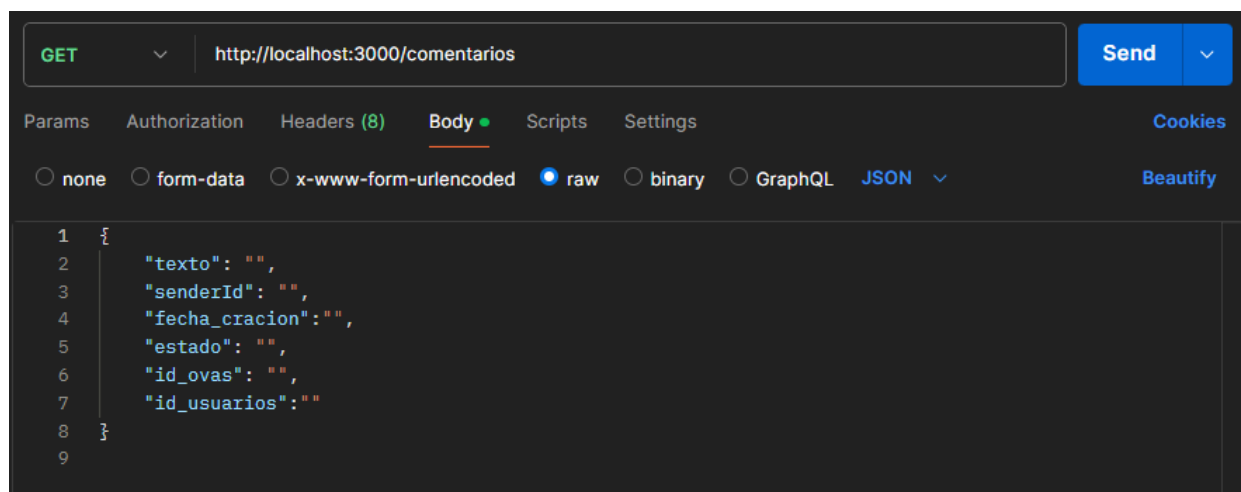 GET http://localhost:3000/comentarios Send
Params Authorization Headers (8) Body Scripts Settings Cookies
none form-data x-www-form-urlencoded raw binary GraphQL JSON Beautify
1 {
2 "texto": "",
3 "senderId": "",
4 "fecha_cracion":"",
5 "estado": "",
6 "id_ovas": "",
7 "id_usuarios":""
8 }
9